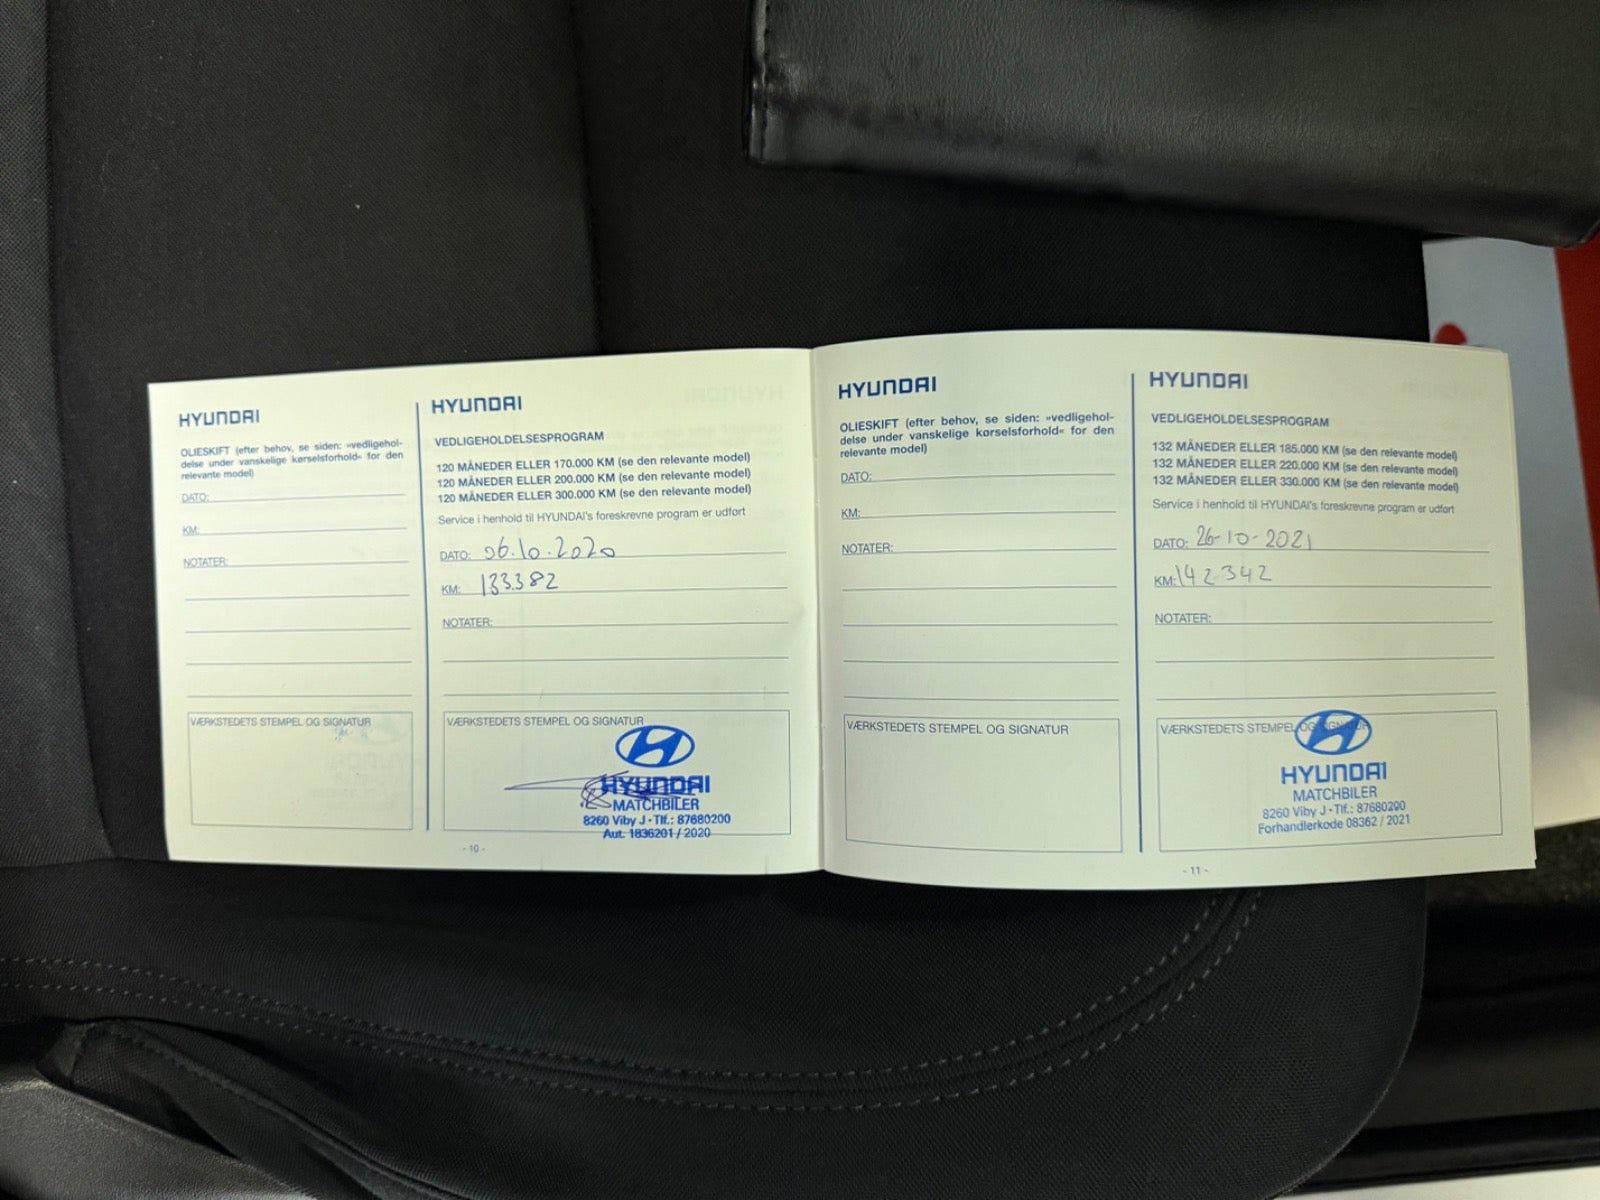 HYUNDAI
OLIESKIFT (efter behov, se siden: »vedligehol-
delse under vanskelige kørselsforhold« for den
relevante model)
DATO:
KM:
NOTATER:
VÆRKSTEDETS STEMPEL OG SIGNATUR
HYUNDAI
VEDLIGEHOLDELSESPROGRAM
120 MÅNEDER ELLER 170.000 KM (se den relevante model)
120 MÅNEDER ELLER 200.000 KM (se den relevante model)
120 MÅNEDER ELLER 300.000 KM (se den relevante model)
Service i henhold til HYUNDAI's foreskrevne program er udført
DATO: 06.10.2020
KM: 133382
NOTATER:
VÆRKSTEDETS STEMPEL OG SIGNATUR
HYUNDAI
MATCHBILER
8260 Viby J - Tlf.: 87680200
Aut. 1836201 / 2020
- 10 -
HYUNDAI
OLIESKIFT (efter behov, se siden: »vedligehol-
delse under vanskelige kørselsforhold« for den
relevante model)
DATO:
KM:
NOTATER:
VÆRKSTEDETS STEMPEL OG SIGNATUR
HYUNDAI
VEDLIGEHOLDELSESPROGRAM
132 MÅNEDER ELLER 185.000 KM (se den relevante model)
132 MÅNEDER ELLER 220.000 KM (se den relevante model)
132 MÅNEDER ELLER 330.000 KM (se den relevante model)
Service i henhold til HYUNDAI's foreskrevne program er udført
DATO: 26-10-2021
KM: 142342
NOTATER:
VÆRKSTEDETS STEMPEL OG SIGNATUR
HYUNDAI
MATCHBILER
8260 Viby J - Tlf.: 87680200
Forhandlerkode 08362 / 2021
- 11 -